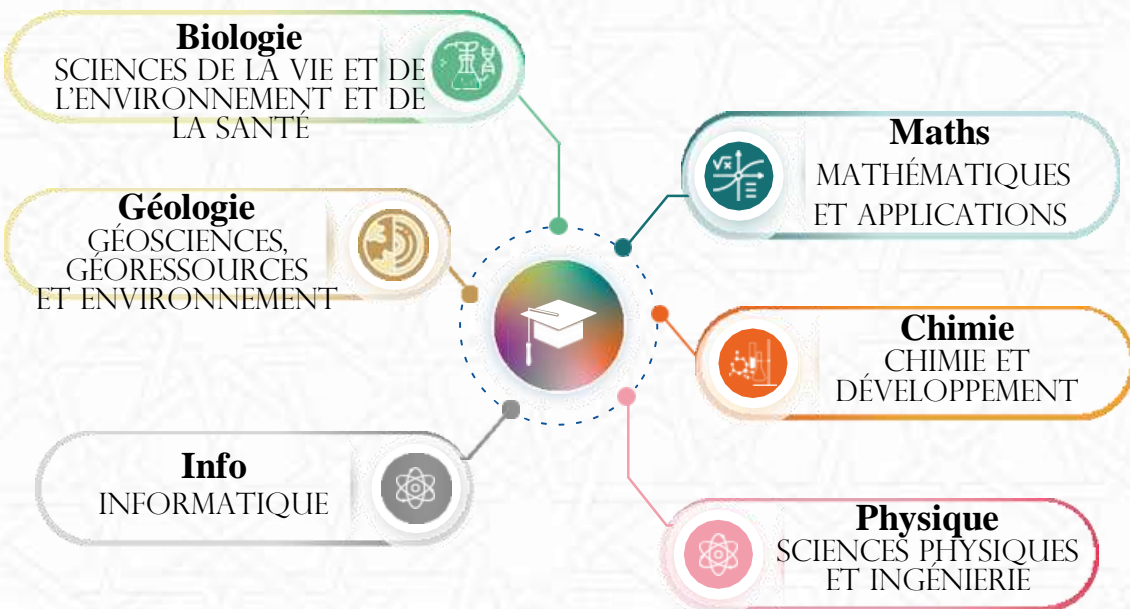 Biologie
SCIENCES DE LA VIE ET DE
L'ENVIRONNEMENT ET DE
LA SANTÉ
Géologie
GÉOSCIENCES,
GÉORESSOURCES
ET ENVIRONNEMENT
Info
INFORMATIQUE
Maths
MATHÉMATIQUES
ET APPLICATIONS
Chimie
CHIMIE ET
DÉVELOPPEMENT
Physique
SCIENCES PHYSIQUES
ET INGÉNIERIE